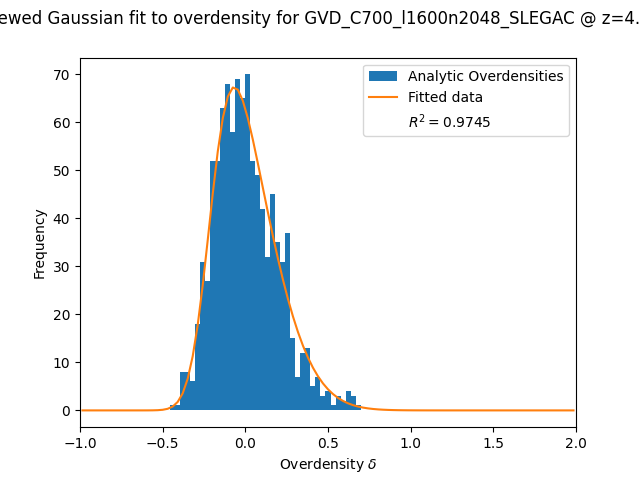 ewed Gaussian fit to overdensity for GVD_C700_l1600n2048_SLEGAC @ z=4.
Analytic Overdensities
Fitted data
R² = 0.9745
Frequency
70
60
50
40
30
20
10
0
−1.0 −0.5 0.0 0.5 1.0 1.5 2.0
Overdensity δ